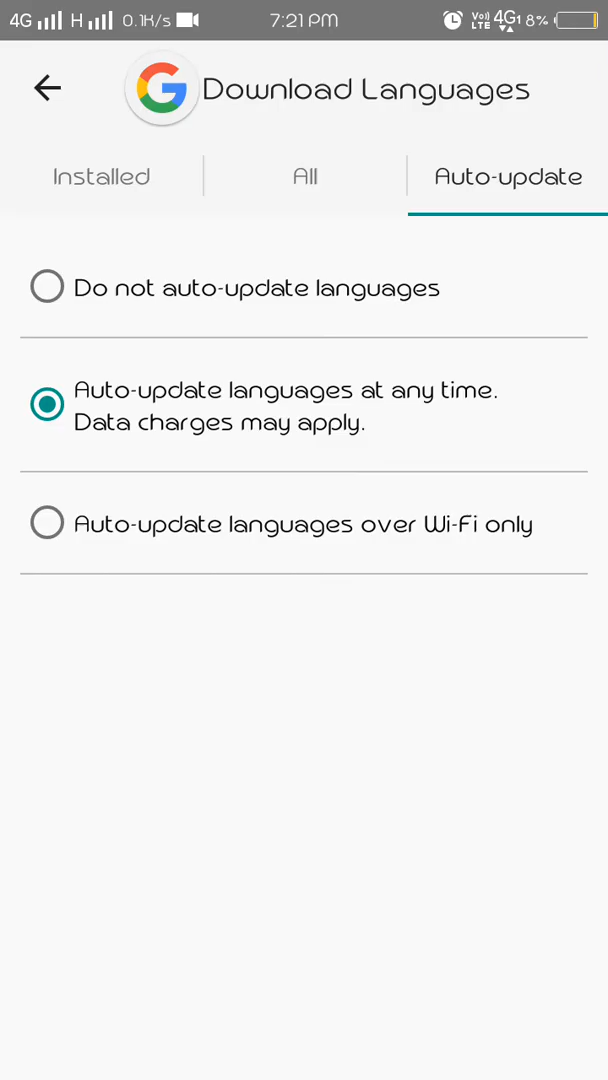 4G H 0.1K/s 7:21 PM Vo) LTE 4G1 8%
Download Languages
Installed All Auto-update
Do not auto-update languages
Auto-update languages at any time.
Data charges may apply.
Auto-update languages over Wi-Fi only